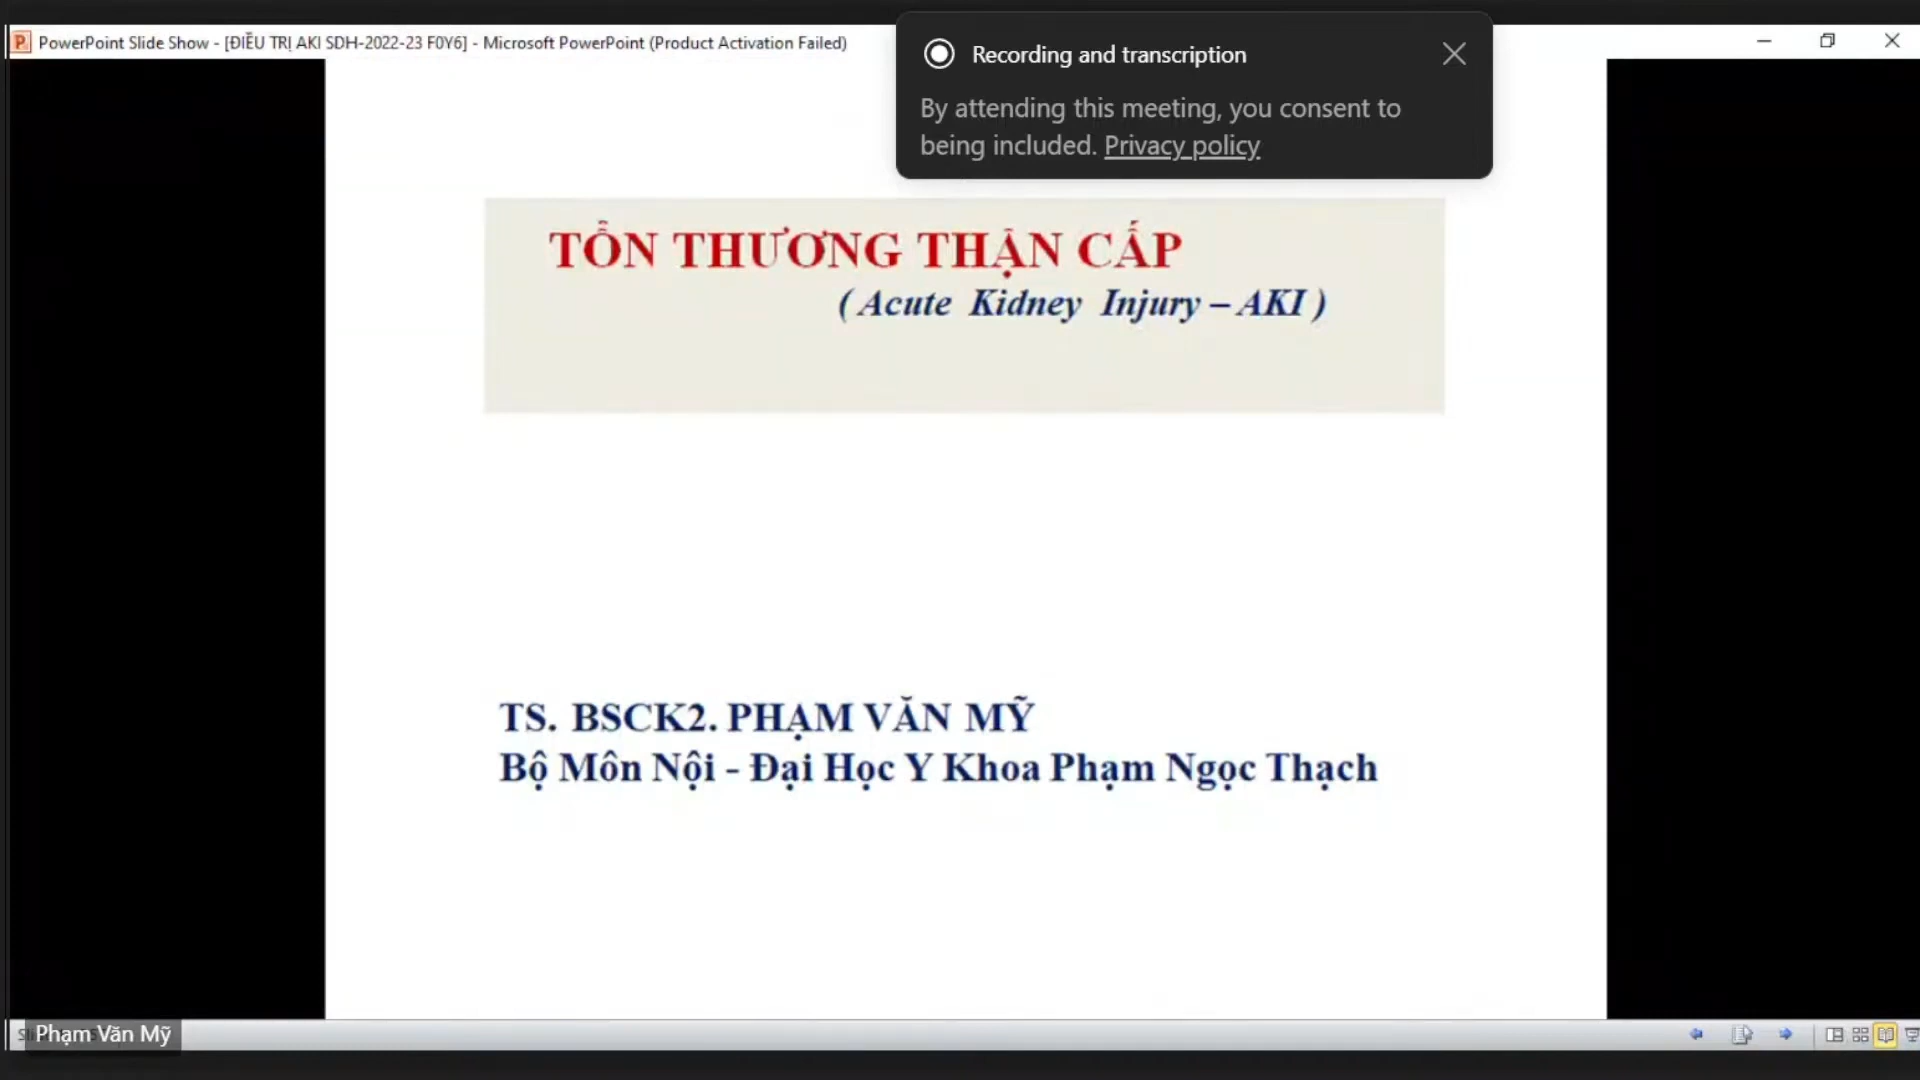 PowerPoint Slide Show - [ĐIỀU TRỊ AKI SDH-2022-23 F0Y6] - Microsoft PowerPoint (Product Activation Failed)
Recording and transcription
By attending this meeting, you consent to
being included. Privacy policy
TỔN THƯƠNG THẬN CẤP
( Acute Kidney Injury – AKI )
TS. BSCK2. PHẠM VĂN MỸ
Bộ Môn Nội - Đại Học Y Khoa Phạm Ngọc Thạch
Phạm Văn Mỹ